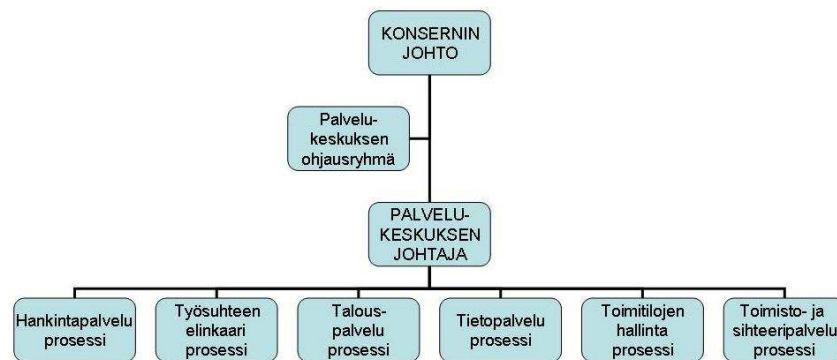 KONSERNIN
JOHTO
Palvelu-
keskuksen
ohjausryhmä
PALVELU-
KESKUKSEN
JOHTAJA
Hankintapalvelu
prosessi
Työsuhteen
elinkaari
prosessi
Talous-
palvelu
prosessi
Tietopalvelu
prosessi
Toimitilojen
hallinta
prosessi
Toimisto- ja
sihteeripalvelu
prosessi